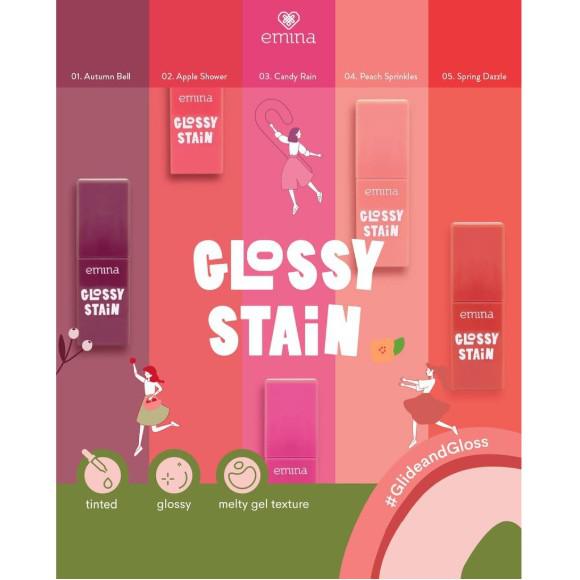 emina
01. Autumn Bell
02. Apple Shower
03. Candy Rain
04. Peach Sprinkles
05. Spring Dazzle
emina
GLOSSY
STAiN
emina
GLOSSY
STAiN
emina
GLOSSY
STAiN
GLOSSY
STAiN
emina
GLOSSY
STAiN
emina
tinted
glossy
melty gel texture
#GlideandGloss